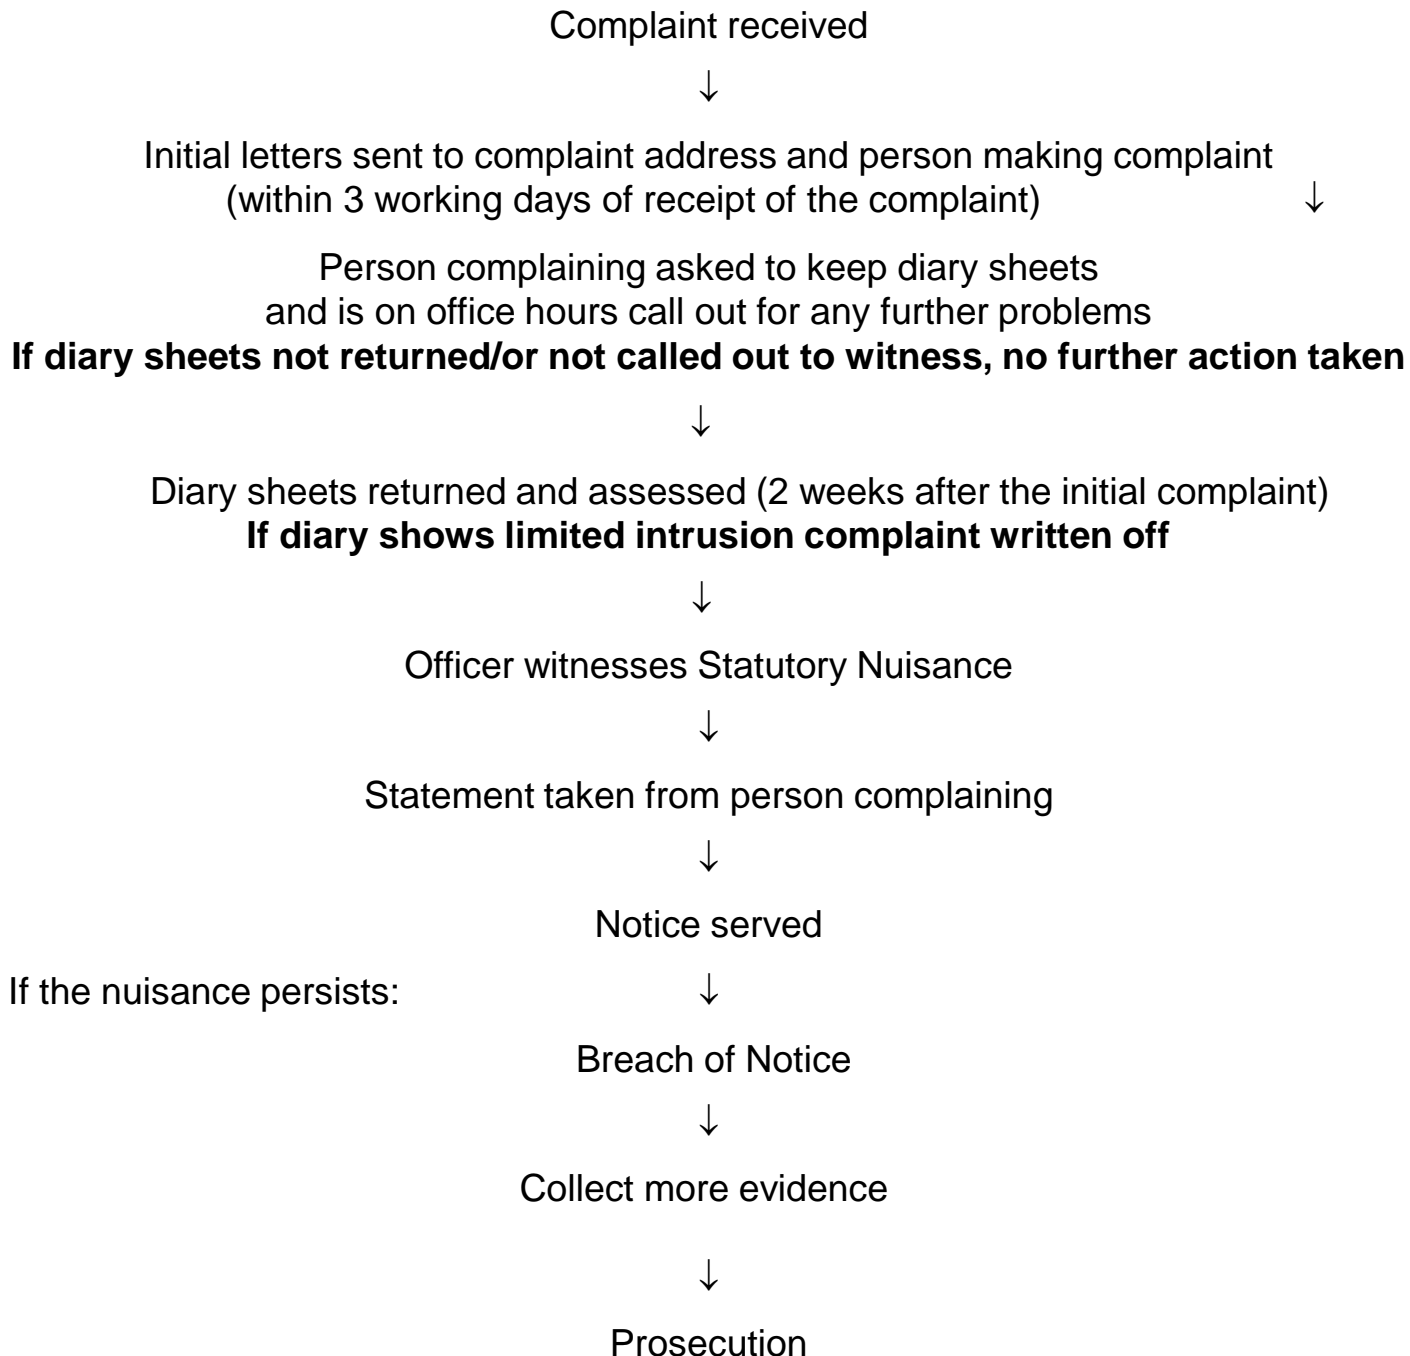 Complaint received
↓
Initial letters sent to complaint address and person making complaint
(within 3 working days of receipt of the complaint) ↓
Person complaining asked to keep diary sheets
and is on office hours call out for any further problems
If diary sheets not returned/or not called out to witness, no further action taken
↓
Diary sheets returned and assessed (2 weeks after the initial complaint)
If diary shows limited intrusion complaint written off
↓
Officer witnesses Statutory Nuisance
↓
Statement taken from person complaining
↓
Notice served
If the nuisance persists: ↓
Breach of Notice
↓
Collect more evidence
↓
Prosecution